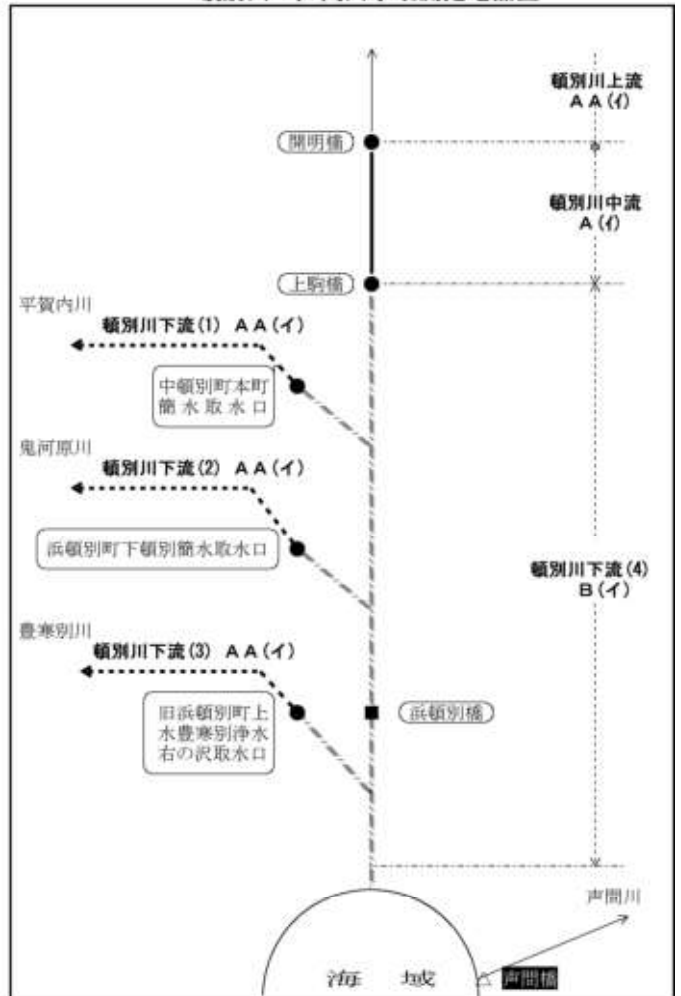 頓別川上流
ＡＡ(ｲ)
開明橋
頓別川中流
Ａ(ｲ)
上駒橋
平賀内川
頓別川下流(1) ＡＡ(イ)
中頓別町本町
簡水取水口
鬼河原川
頓別川下流(2) ＡＡ(イ)
浜頓別町下頓別簡水取水口
頓別川下流(4)
Ｂ(イ)
豊寒別川
頓別川下流(3) ＡＡ(イ)
旧浜頓別町上
水豊寒別浄水
右の沢取水口
浜頓別橋
声問川
海 域
声問橋